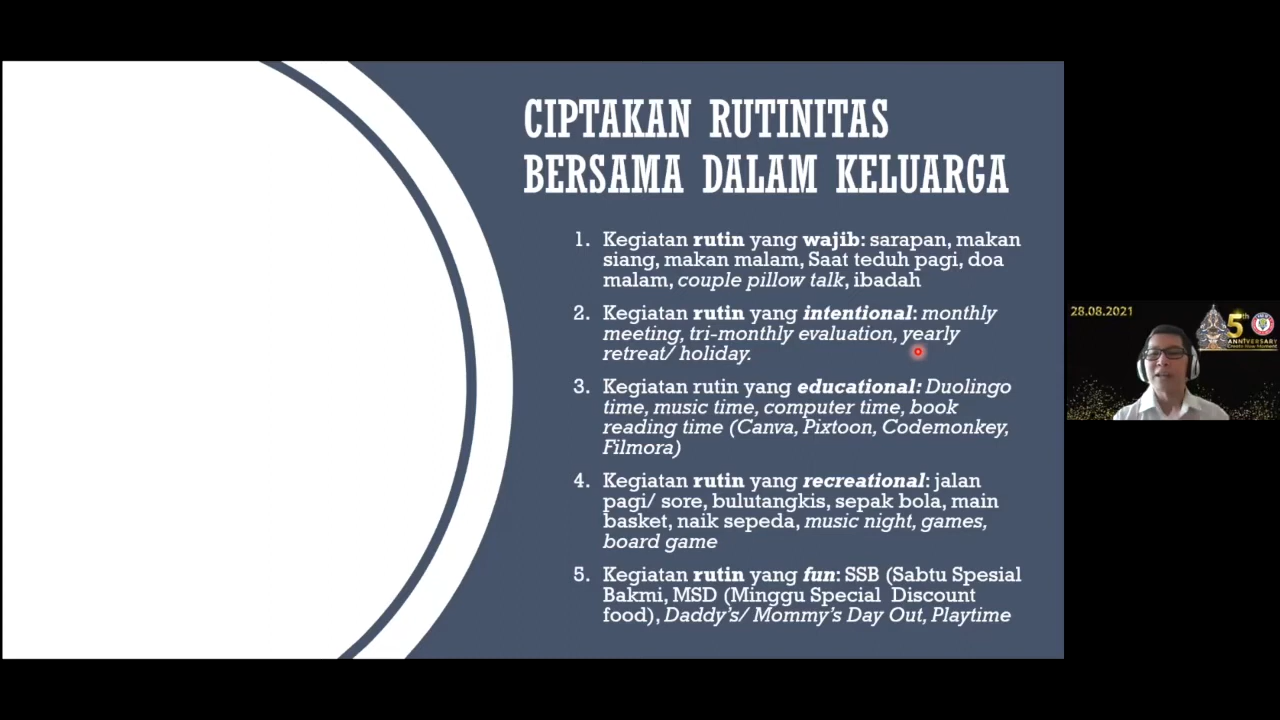 CIPTAKAN RUTINITAS
BERSAMA DALAM KELUARGA
1. Kegiatan rutin yang wajib: sarapan, makan
siang, makan malam, Saat teduh pagi, doa
malam, couple pillow talk, ibadah
2. Kegiatan rutin yang intentional: monthly
meeting, tri-monthly evaluation, yearly
retreat/ holiday.
3. Kegiatan rutin yang educational: Duolingo
time, music time, computer time, book
reading time (Canva, Pixtoon, Codemonkey,
Filmora)
4. Kegiatan rutin yang recreational: jalan
pagi/ sore, bulutangkis, sepak bola, main
basket, naik sepeda, music night, games,
board game
5. Kegiatan rutin yang fun: SSB (Sabtu Spesial
Bakmi, MSD (Minggu Special Discount
food), Daddy's/ Mommy's Day Out, Playtime
28.08.2021
5th
ANNIVERSARY